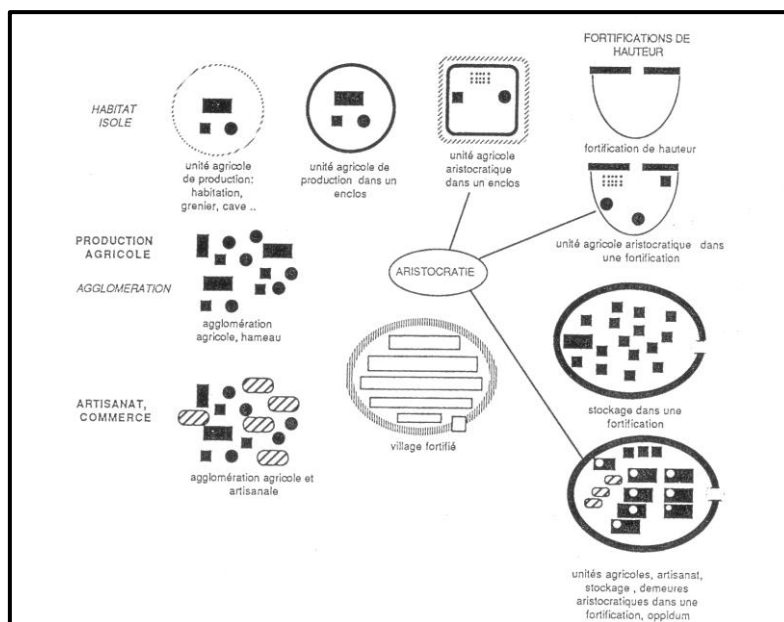 FORTIFICATIONS DE
HAUTEUR
HABITAT
ISOLE
unité agricole
de production:
habitation,
grenier, cave ..
unité agricole de
production dans un
enclos
unité agricole
aristocratique
dans un enclos
fortification de hauteur
unité agricole aristocratique dans
une fortification
PRODUCTION
AGRICOLE
AGGLOMERATION
agglomération
agricole, hameau
ARISTOCRATIE
stockage dans une
fortification
ARTISANAT,
COMMERCE
agglomération agricole et
artisanale
village fortifié
unités agricoles, artisanat,
stockage , demeures
aristocratiques dans une
fortification, oppidum